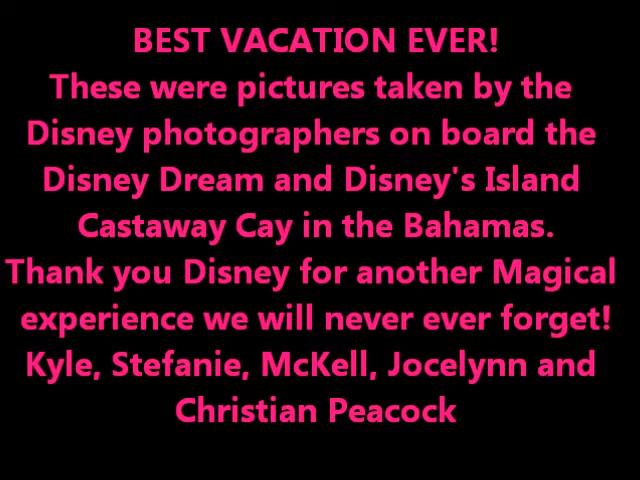 BEST VACATION EVER!
These were pictures taken by the
Disney photographers on board the
Disney Dream and Disney's Island
Castaway Cay in the Bahamas.
Thank you Disney for another Magical
experience we will never ever forget!
Kyle, Stefanie, McKell, Jocelynn and
Christian Peacock